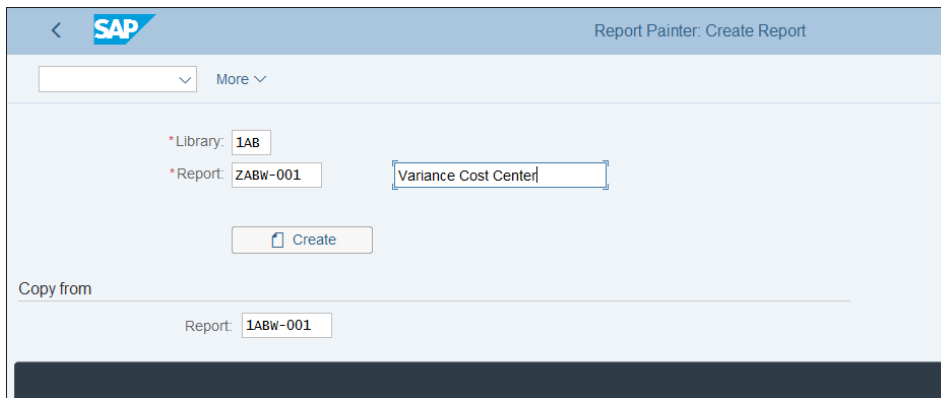 SAP Report Painter: Create Report
More
*Library: 1AB
*Report: ZABW-001 Variance Cost Center
Create
Copy from
Report: 1ABW-001